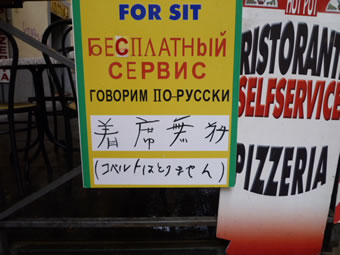 FOR SIT
БЕСПЛАТНЫЙ
СЕРВИС
ГОВОРИМ ПО-РУССКИ
着席無料
(コペルトはとりません)
RISTORANT
SELFSERVICE
PIZZERIA